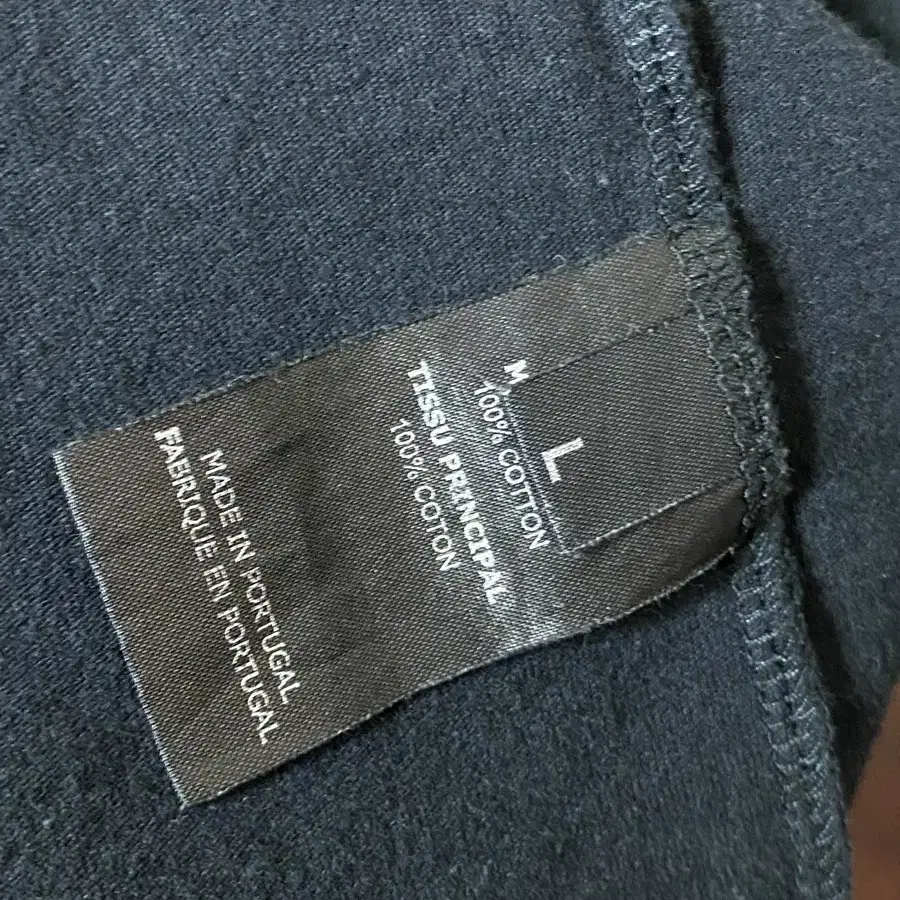 L
M
100% COTTON
TISSU PRINCIPAL
100% COTON
MADE IN PORTUGAL
FABRIQUE EN PORTUGAL